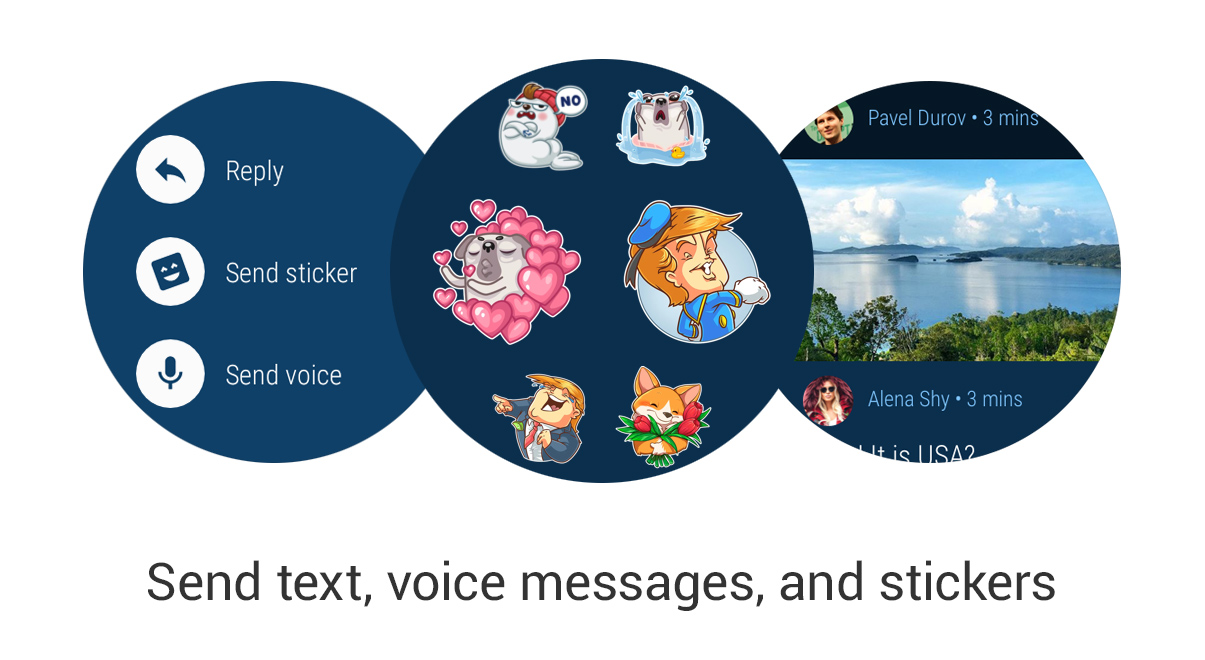 Reply
Send sticker
Send voice
NO
Pavel Durov • 3 mins
Alena Shy • 3 mins
It is USA?
Send text, voice messages, and stickers